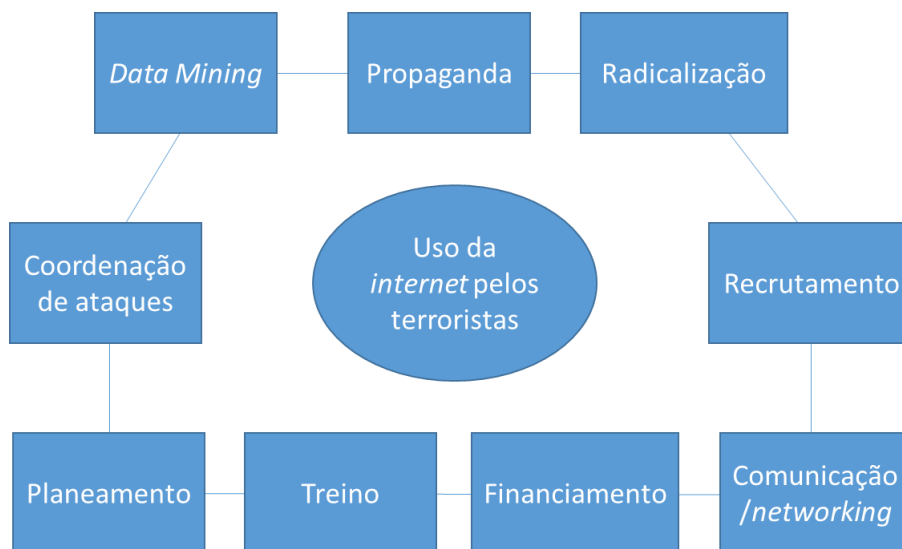 Data Mining
Propaganda
Radicalização
Coordenação
de ataques
Uso da
internet pelos
terroristas
Recrutamento
Planeamento
Treino
Financiamento
Comunicação
/networking